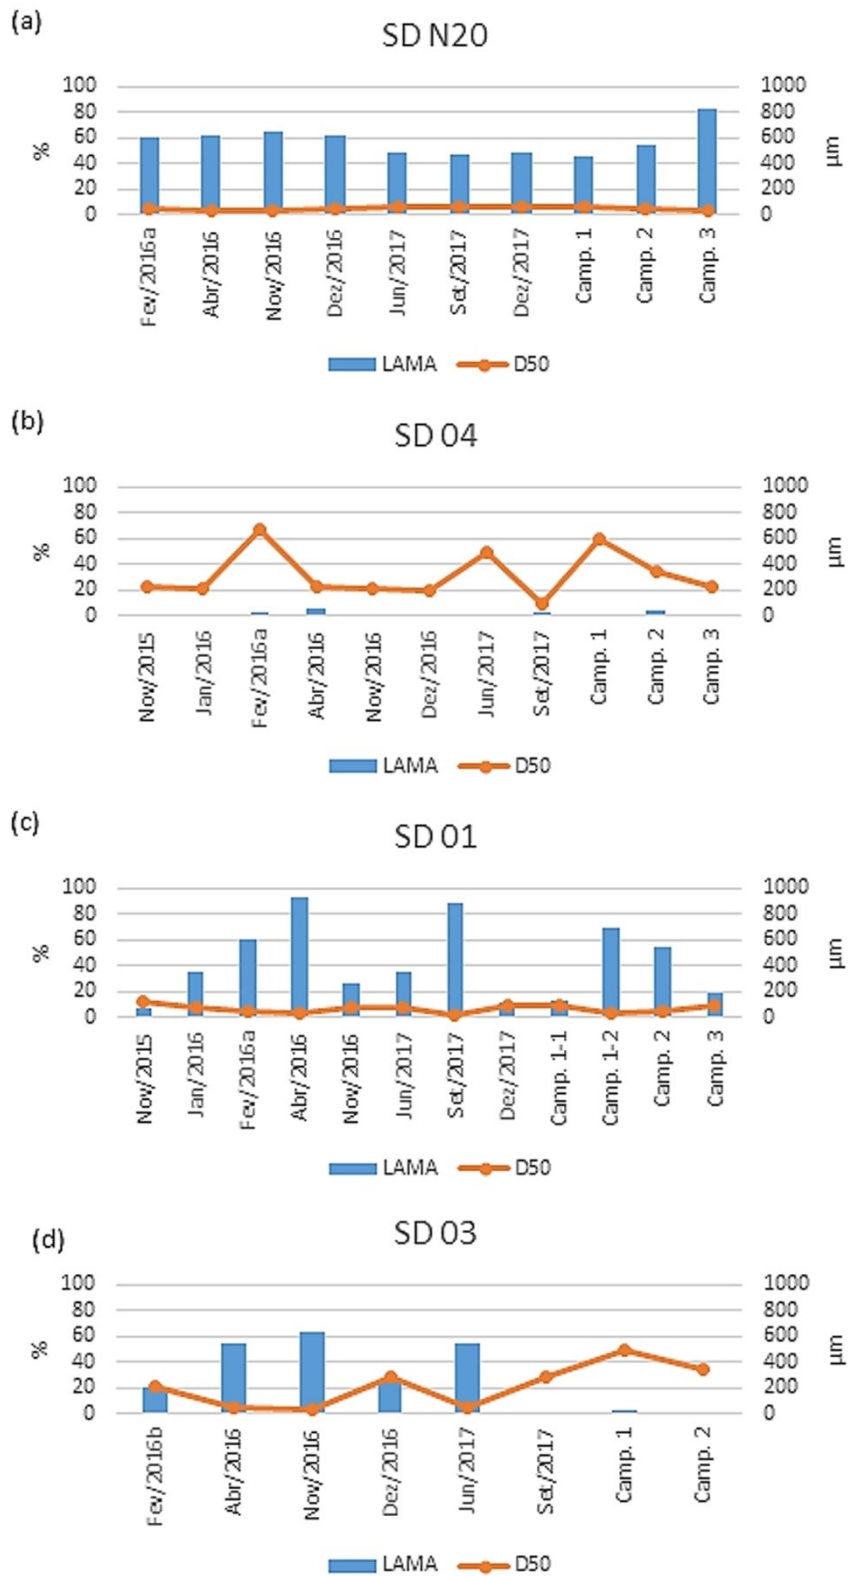 (a)
SD N20
100 1000
80 800
60 600
% 40 400 µm
20 200
0 0
Fev/2016a Abr/2016 Nov/2016 Dez/2016 Jun/2017 Set/2017 Dez/2017 Camp. 1 Camp. 2 Camp. 3
LAMA D50
(b)
SD 04
100 1000
80 800
60 600
% 40 400 µm
20 200
0 0
Nov/2015 Jan/2016 Fev/2016a Abr/2016 Nov/2016 Dez/2016 Jun/2017 Set/2017 Camp. 1 Camp. 2 Camp. 3
LAMA D50
(c)
SD 01
100 1000
80 800
60 600
% 40 400 µm
20 200
0 0
Nov/2015 Jan/2016 Fev/2016a Abr/2016 Nov/2016 Jun/2017 Set/2017 Dez/2017 Camp. 1-1 Camp. 1-2 Camp. 2 Camp. 3
LAMA D50
(d)
SD 03
100 1000
80 800
60 600
% 40 400 µm
20 200
0 0
Fev/2016b Abr/2016 Nov/2016 Dez/2016 Jun/2017 Set/2017 Camp. 1 Camp. 2
LAMA D50